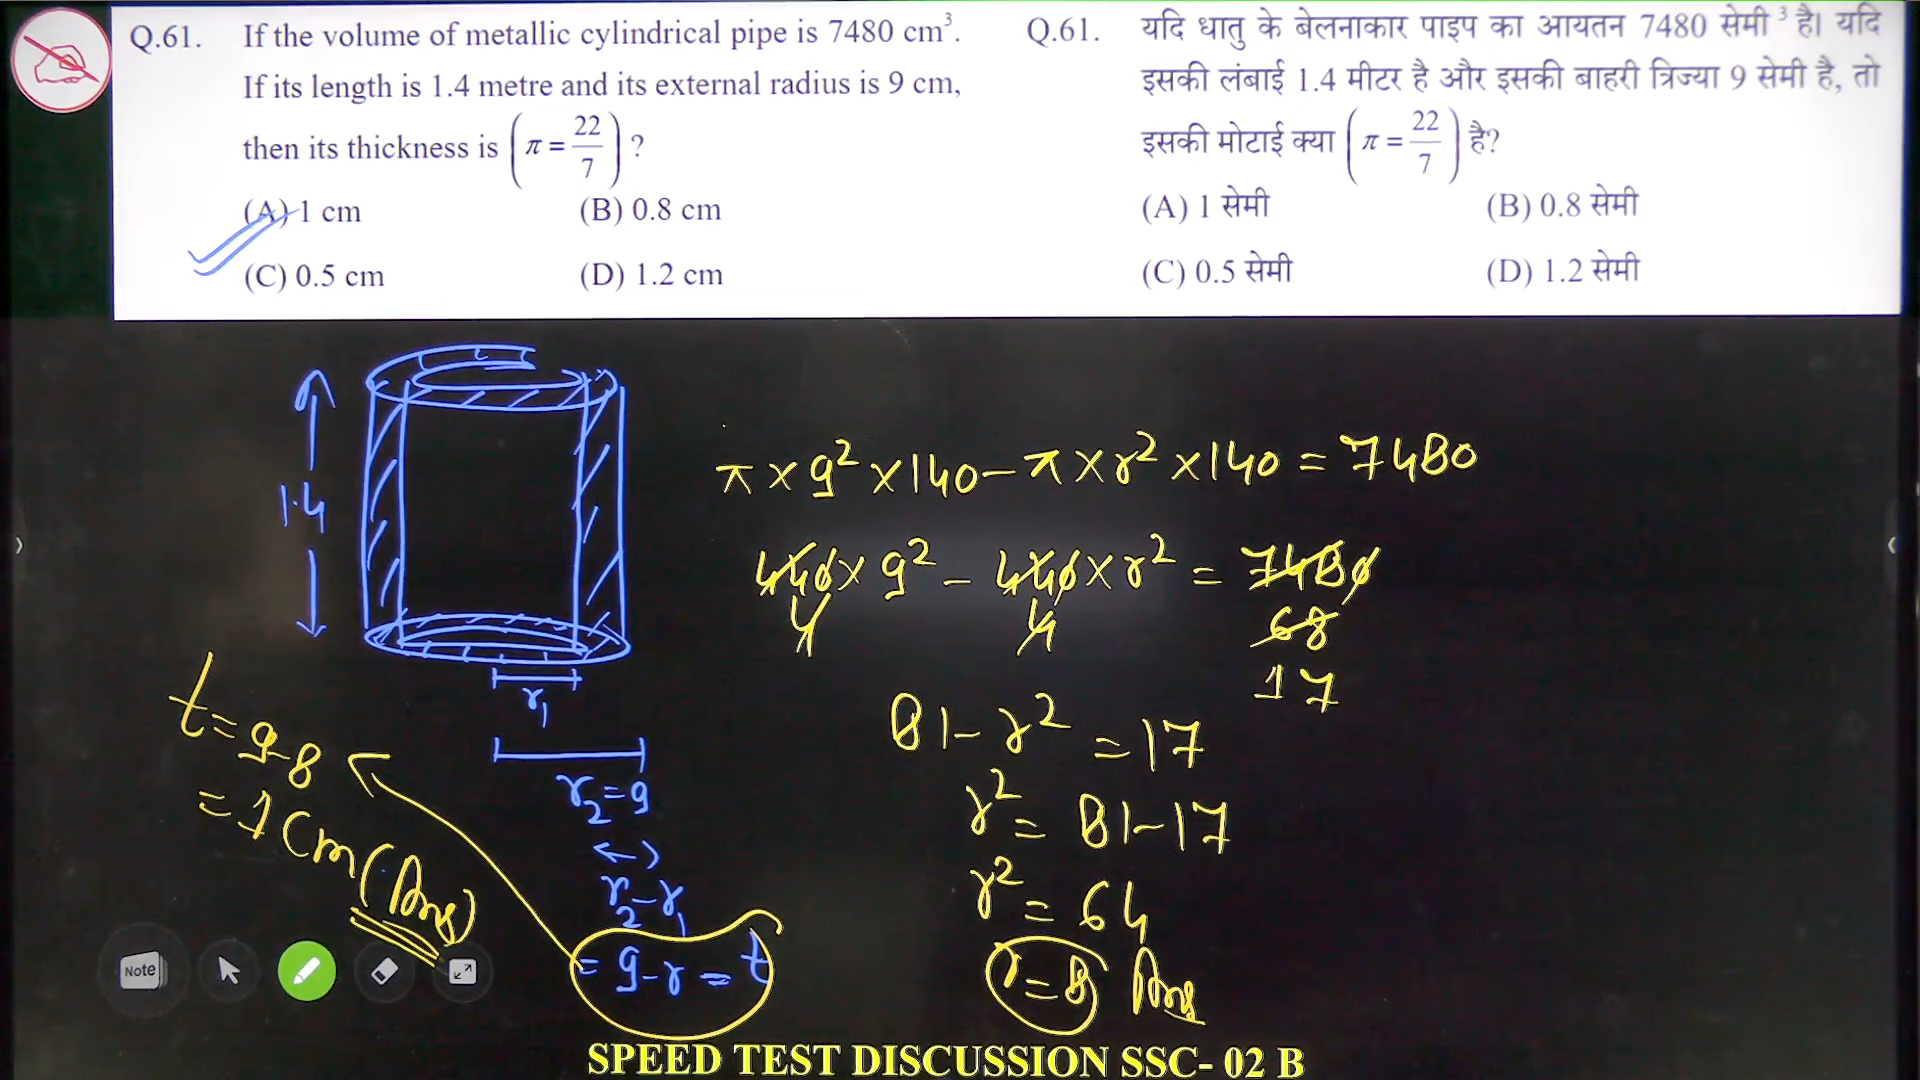 Q.61. If the volume of metallic cylindrical pipe is 7480 cm³.
If its length is 1.4 metre and its external radius is 9 cm,
then its thickness is (π = 22/7) ?
(A) 1 cm (B) 0.8 cm
(C) 0.5 cm (D) 1.2 cm
Q.61. यदि धातु के बेलनाकार पाइप का आयतन 7480 सेमी ³ है। यदि
इसकी लंबाई 1.4 मीटर है और इसकी बाहरी त्रिज्या 9 सेमी है, तो
इसकी मोटाई क्या (π = 22/7) है?
(A) 1 सेमी (B) 0.8 सेमी
(C) 0.5 सेमी (D) 1.2 सेमी
1.4
r₁
r₂=9
r₂-r₁
= 9-r = t
t=9-8
=1cm(Ans)
π×9²×140-π×r²×140=7480
440×9²-440×r²=7480
4 4 68
17
81-r²=17
r²=81-17
r²=64
r=8 Ans
Note
SPEED TEST DISCUSSION SSC- 02 B